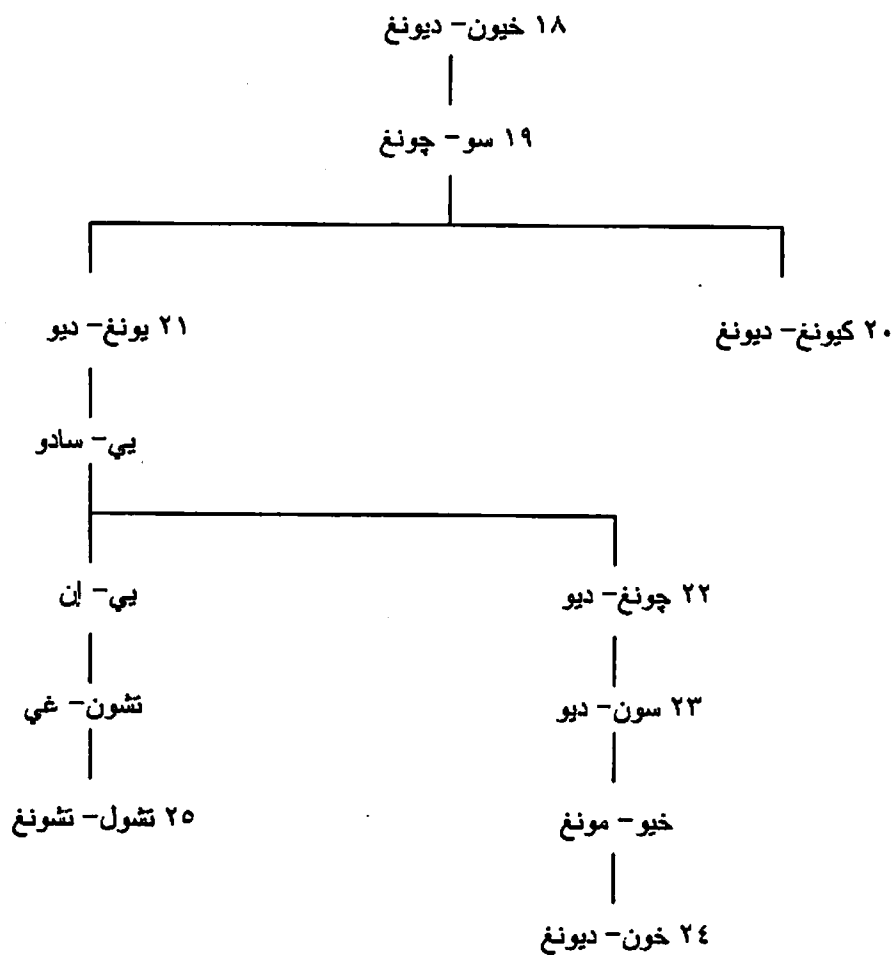 ١٨ خيون- ديونغ
١٩ سو- چونغ
٢٠ كيونغ- ديونغ
٢١ يونغ- ديو
يي- سادو
٢٢ چونغ- ديو
يي- إن
٢٣ سون- ديو
تشون- غي
خيو- مونغ
٢٥ تشول- تشونغ
٢٤ خون- ديونغ